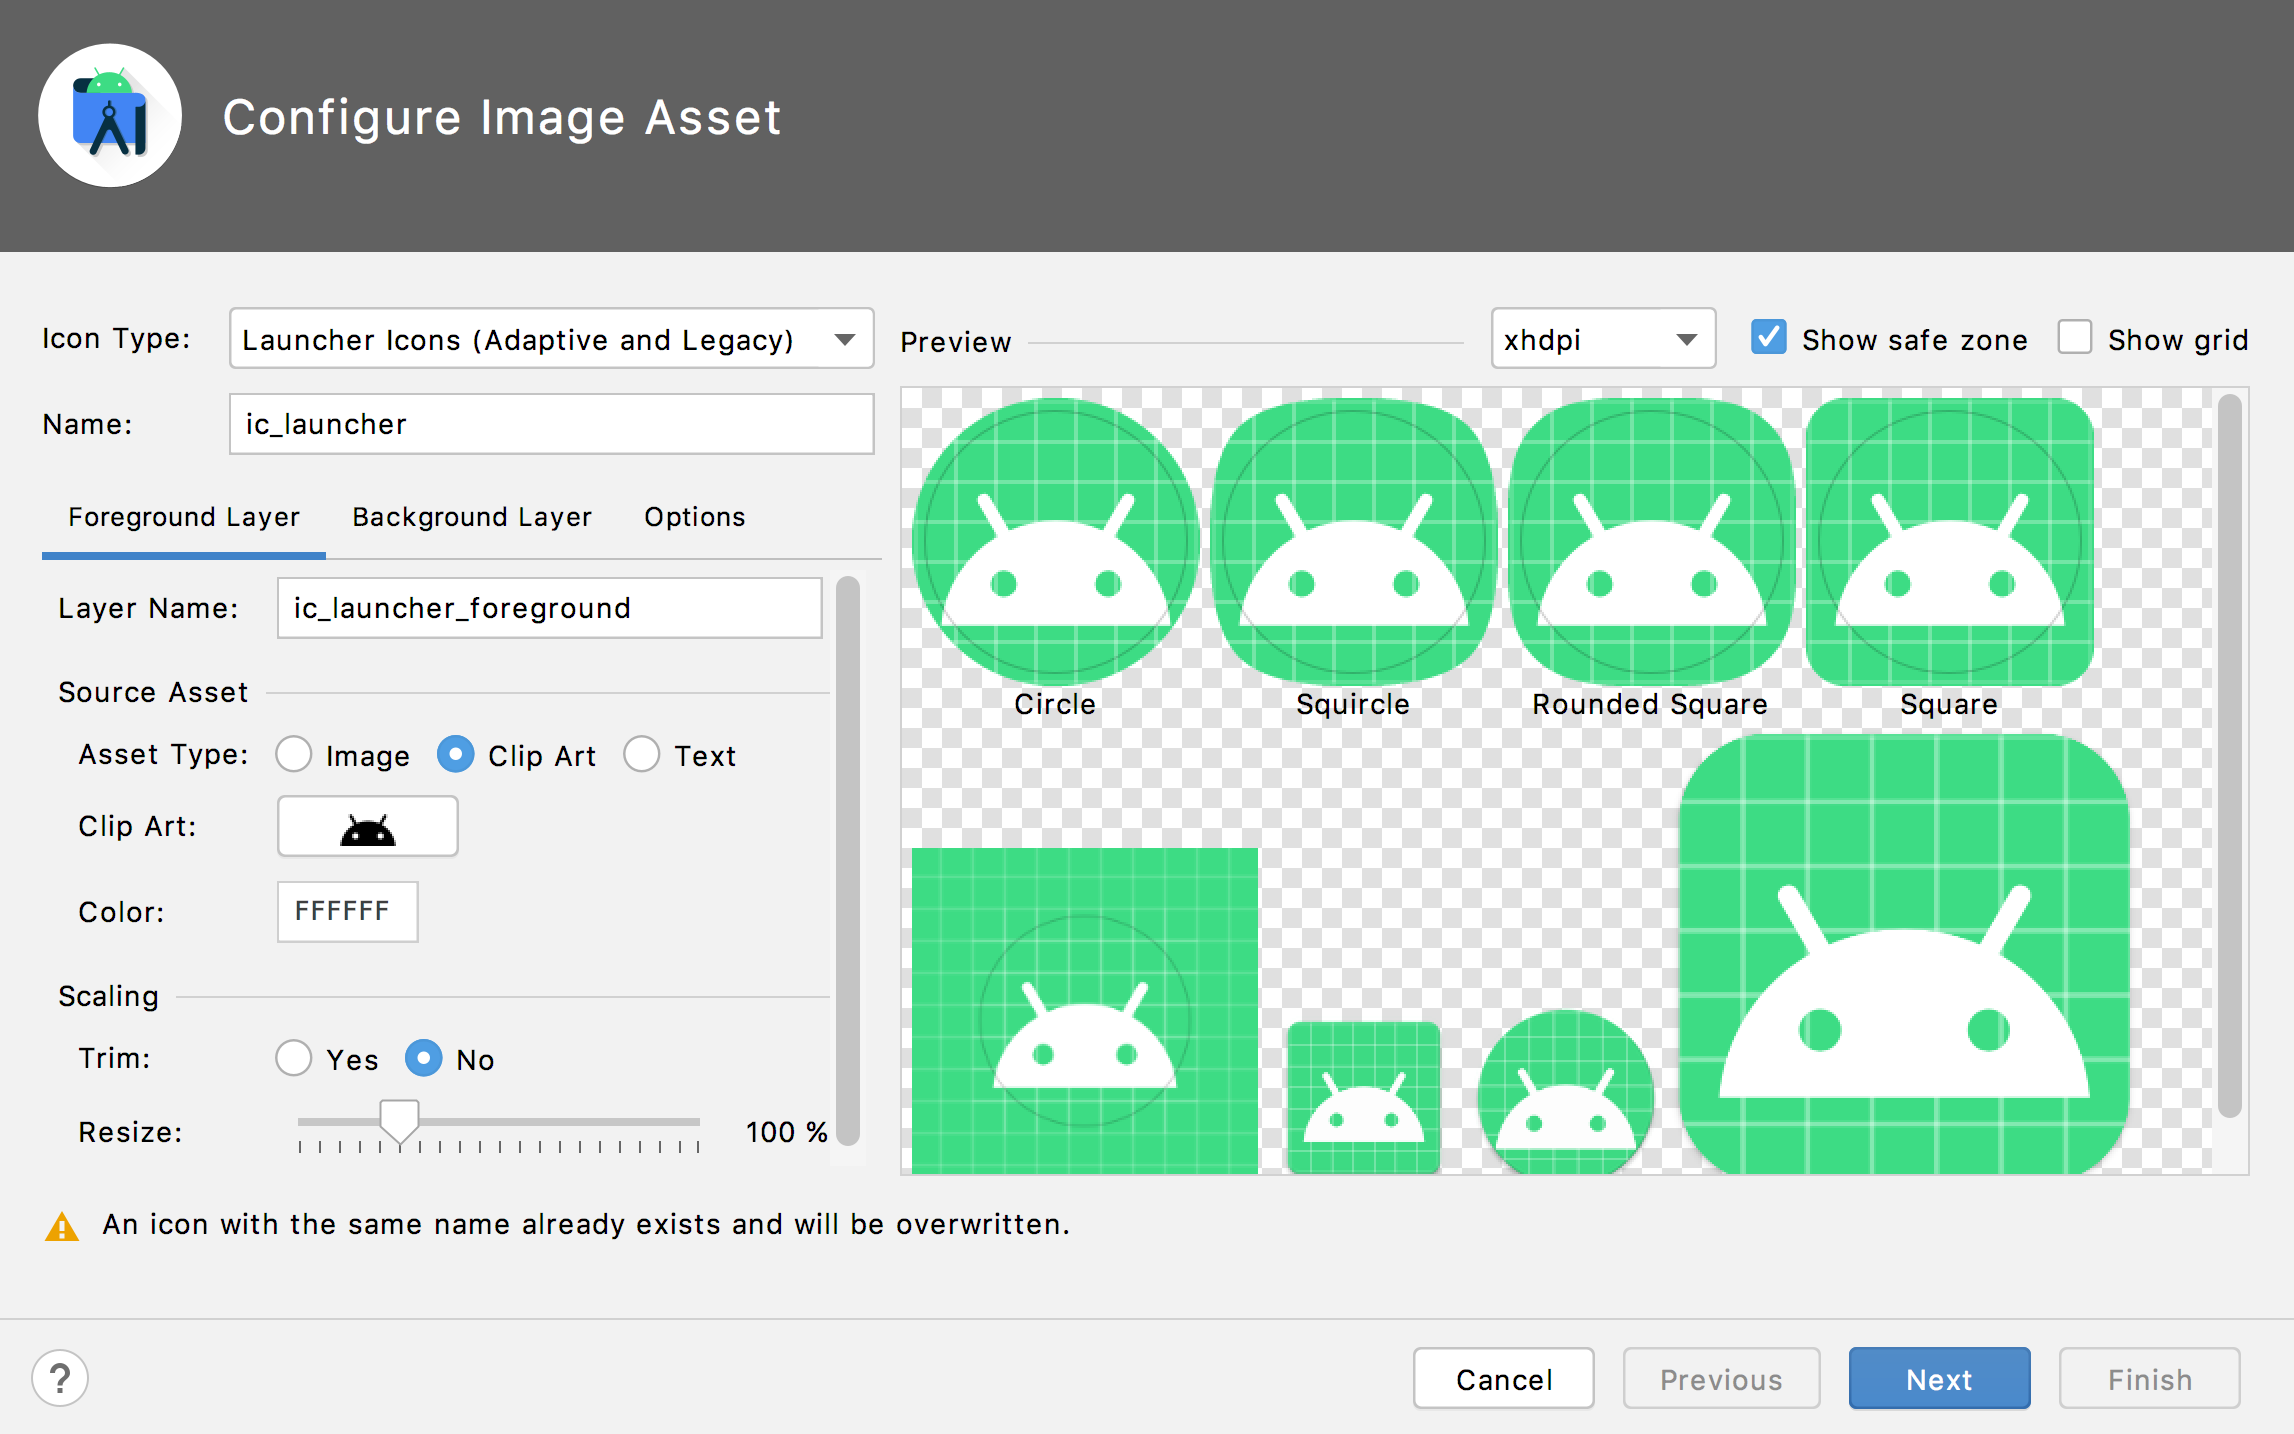 Configure Image Asset
Icon Type: Launcher Icons (Adaptive and Legacy)
Name: ic_launcher
Foreground Layer Background Layer Options
Layer Name: ic_launcher_foreground
Source Asset
Asset Type: Image Clip Art Text
Clip Art:
Color: FFFFFF
Scaling
Trim: Yes No
Resize: 100 %
Preview xhdpi Show safe zone Show grid
Circle Squircle Rounded Square Square
An icon with the same name already exists and will be overwritten.
? Cancel Previous Next Finish